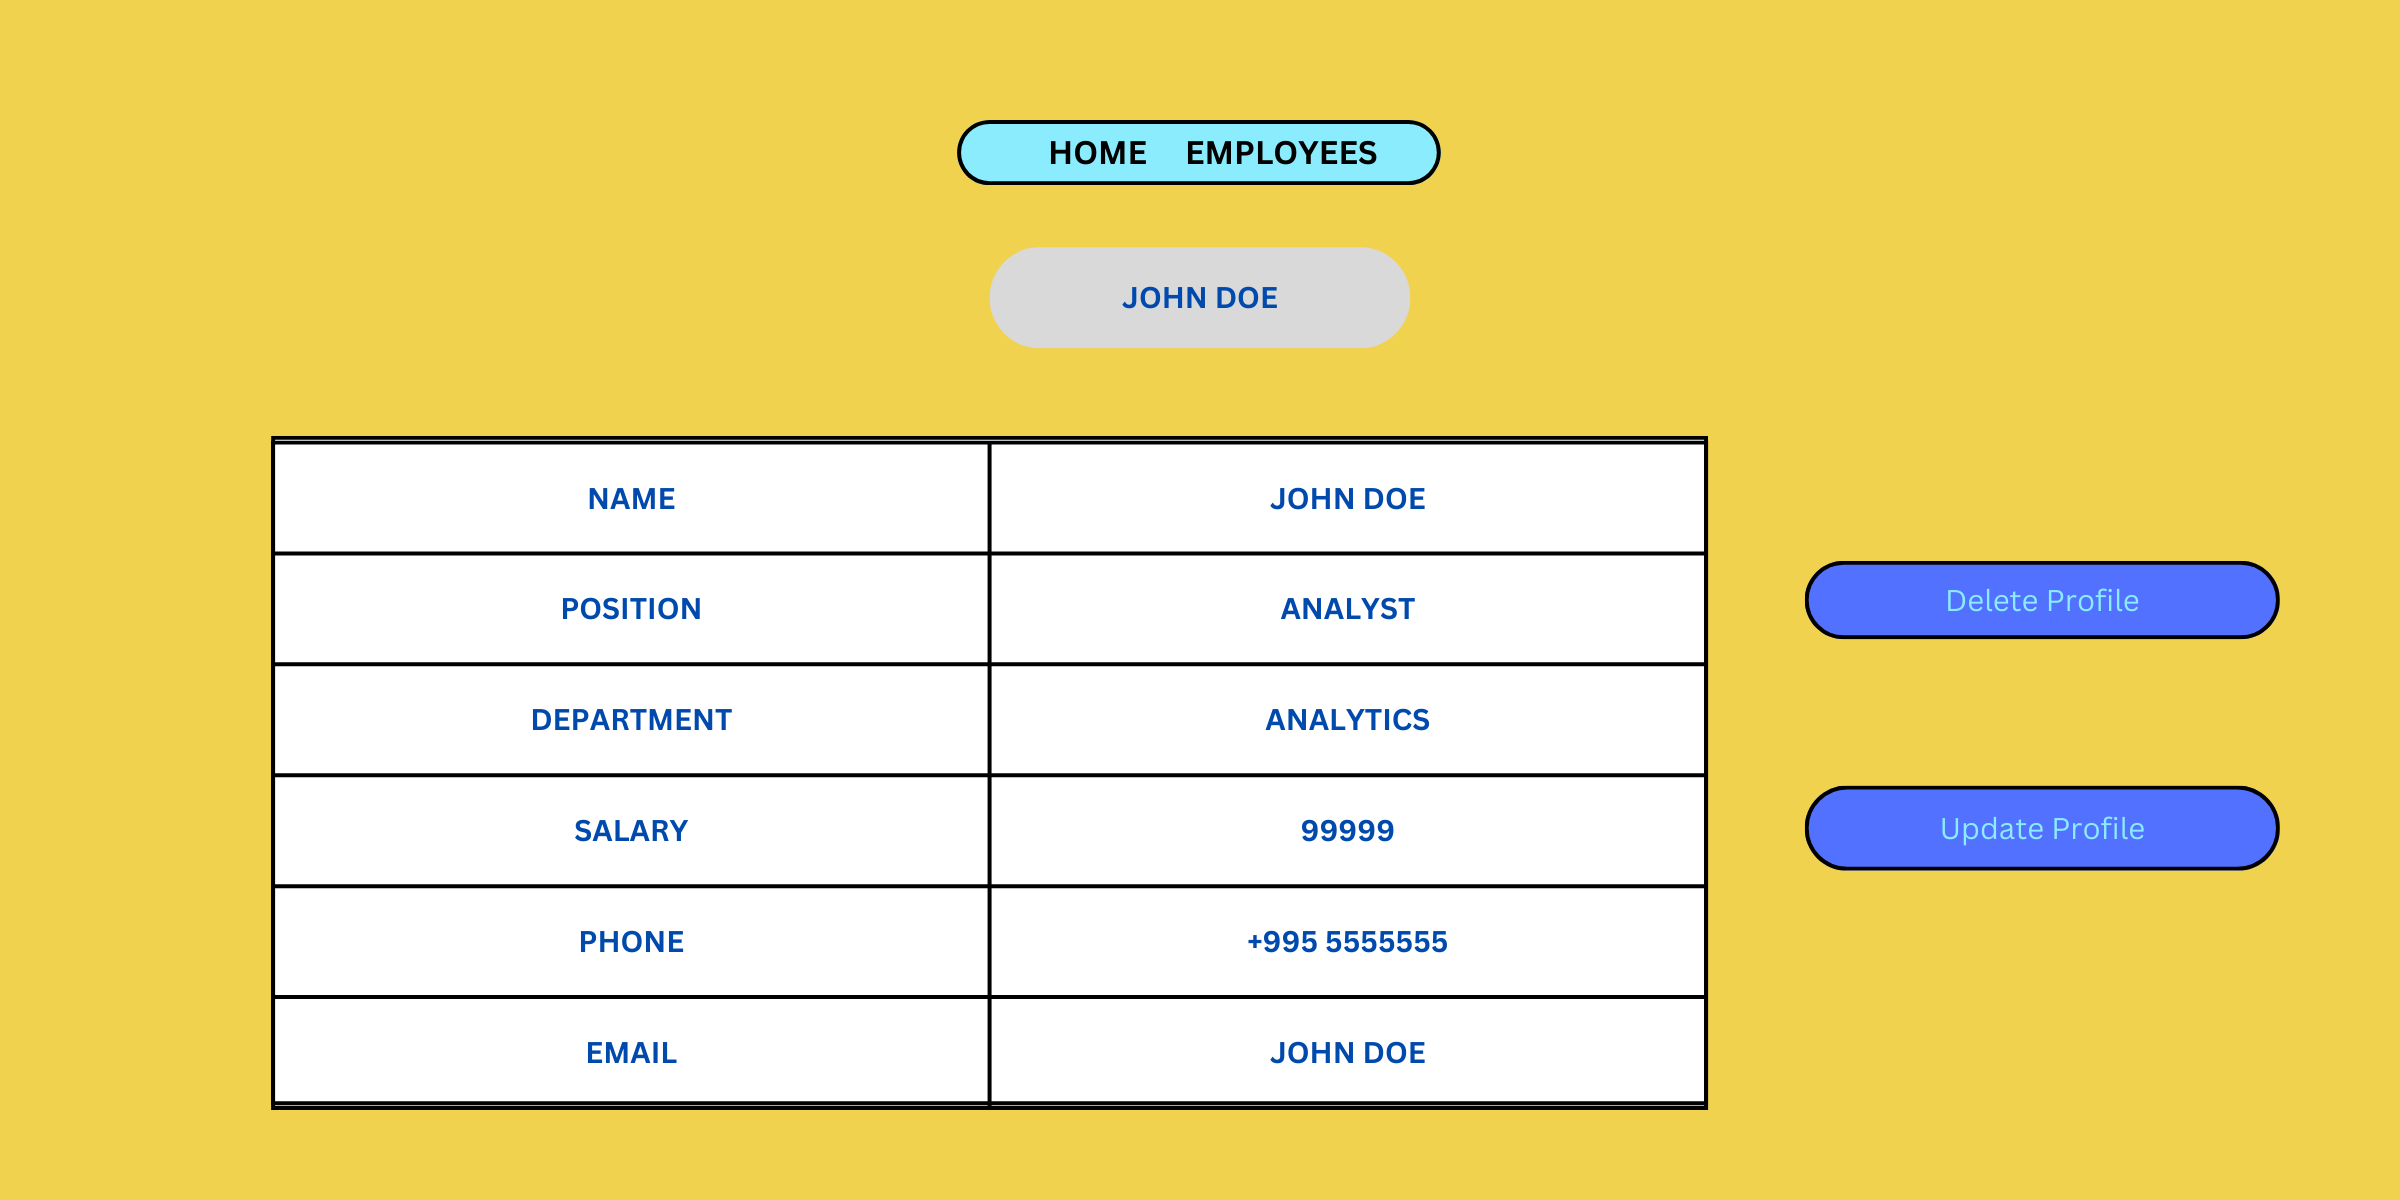 HOME EMPLOYEES
JOHN DOE
NAME JOHN DOE
POSITION ANALYST
DEPARTMENT ANALYTICS
SALARY 99999
PHONE +995 5555555
EMAIL JOHN DOE
Delete Profile
Update Profile